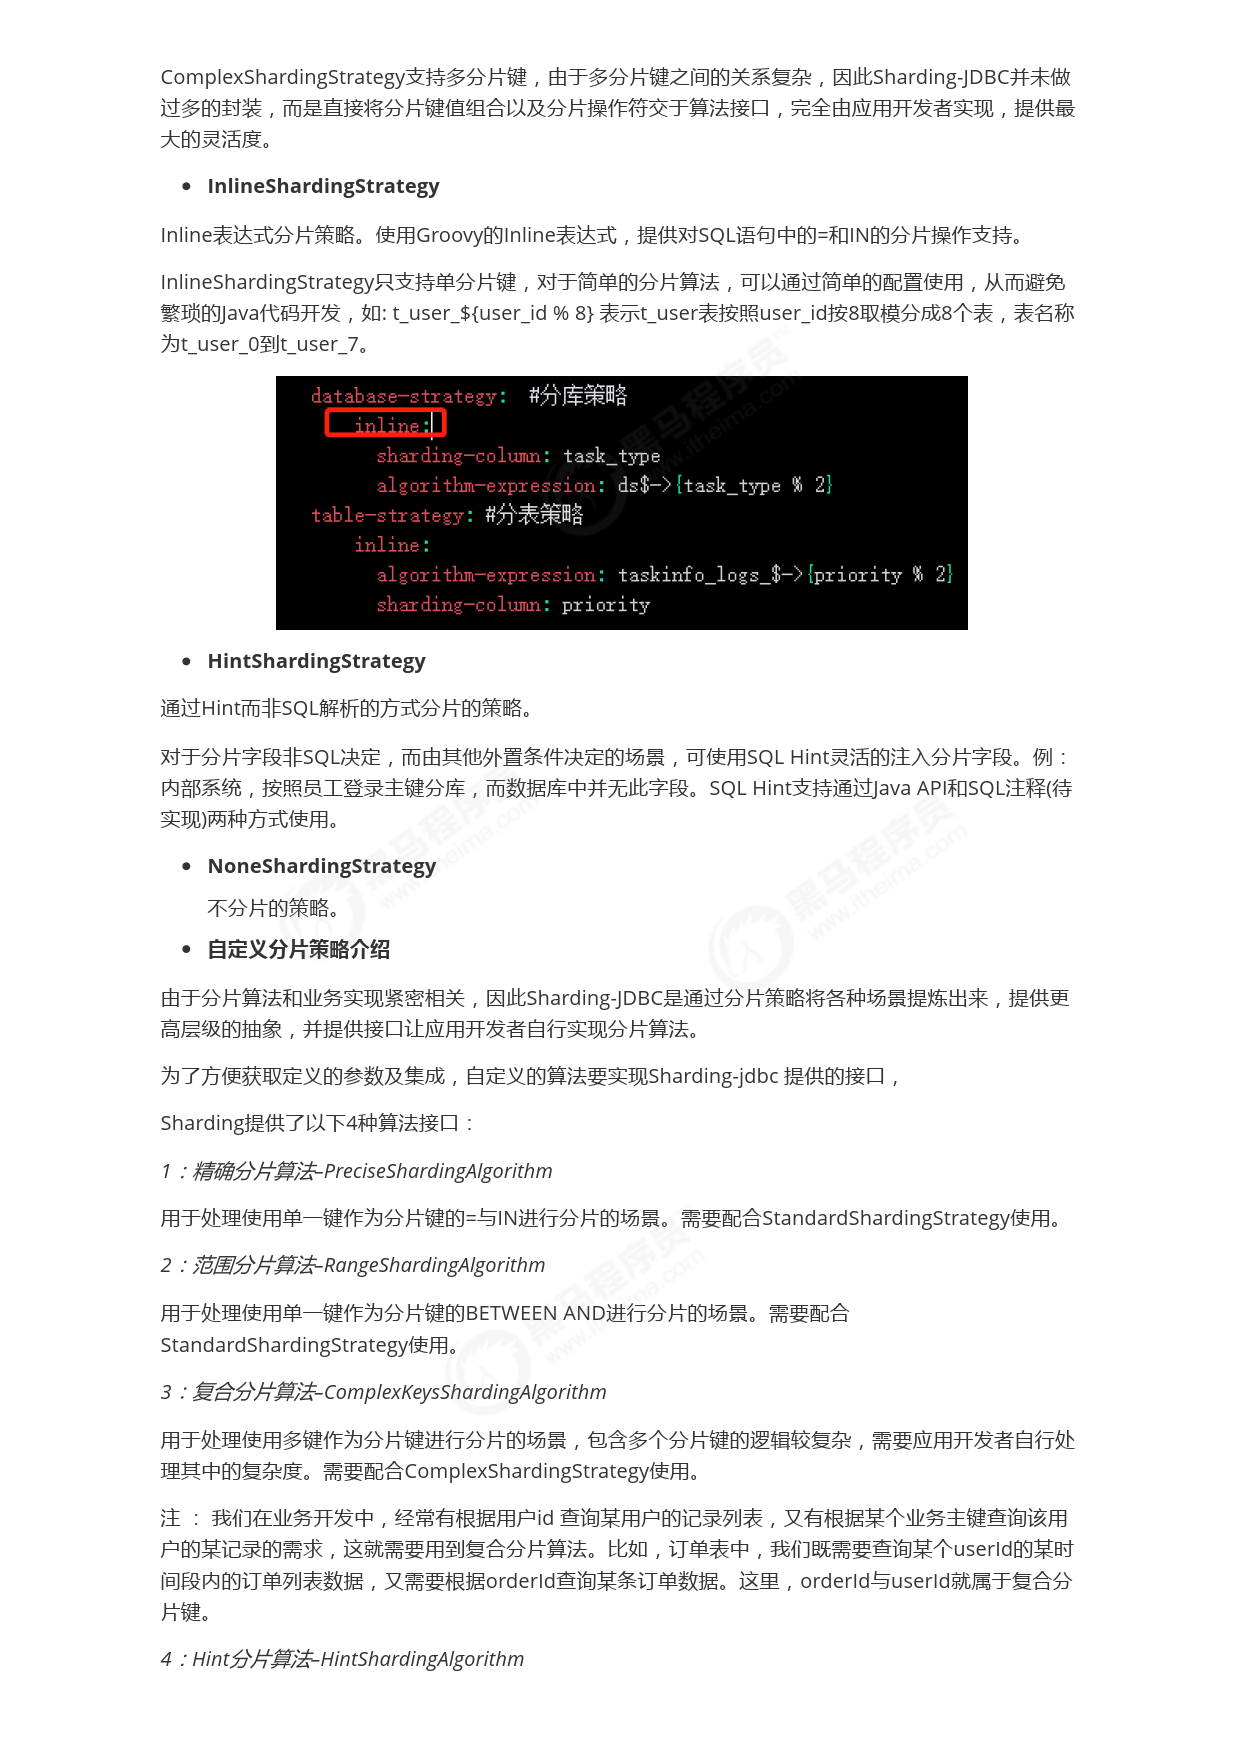 ComplexShardingStrategy支持多分片键，由于多分片键之间的关系复杂，因此Sharding-JDBC并未做
过多的封装，而是直接将分片键值组合以及分片操作符交于算法接口，完全由应用开发者实现，提供最
大的灵活度。
• InlineShardingStrategy
Inline表达式分片策略。使用Groovy的Inline表达式，提供对SQL语句中的=和IN的分片操作支持。
InlineShardingStrategy只支持单分片键，对于简单的分片算法，可以通过简单的配置使用，从而避免
繁琐的Java代码开发，如: t_user_${user_id % 8} 表示t_user表按照user_id按8取模分成8个表，表名称
为t_user_0到t_user_7。
database-strategy: #分库策略
inline:
sharding-column: task_type
algorithm-expression: ds$->{task_type % 2}
table-strategy: #分表策略
inline:
algorithm-expression: taskinfo_logs_$->{priority % 2}
sharding-column: priority
• HintShardingStrategy
通过Hint而非SQL解析的方式分片的策略。
对于分片字段非SQL决定，而由其他外置条件决定的场景，可使用SQL Hint灵活的注入分片字段。例：
内部系统，按照员工登录主键分库，而数据库中并无此字段。SQL Hint支持通过Java API和SQL注释(待
实现)两种方式使用。
• NoneShardingStrategy
不分片的策略。
• 自定义分片策略介绍
由于分片算法和业务实现紧密相关，因此Sharding-JDBC是通过分片策略将各种场景提炼出来，提供更
高层级的抽象，并提供接口让应用开发者自行实现分片算法。
为了方便获取定义的参数及集成，自定义的算法要实现Sharding-jdbc 提供的接口，
Sharding提供了以下4种算法接口：
1：精确分片算法–PreciseShardingAlgorithm
用于处理使用单一键作为分片键的=与IN进行分片的场景。需要配合StandardShardingStrategy使用。
2：范围分片算法–RangeShardingAlgorithm
用于处理使用单一键作为分片键的BETWEEN AND进行分片的场景。需要配合
StandardShardingStrategy使用。
3：复合分片算法–ComplexKeysShardingAlgorithm
用于处理使用多键作为分片键进行分片的场景，包含多个分片键的逻辑较复杂，需要应用开发者自行处
理其中的复杂度。需要配合ComplexShardingStrategy使用。
注 ： 我们在业务开发中，经常有根据用户id 查询某用户的记录列表，又有根据某个业务主键查询该用
户的某记录的需求，这就需要用到复合分片算法。比如，订单表中，我们既需要查询某个userId的某时
间段内的订单列表数据，又需要根据orderId查询某条订单数据。这里，orderId与userId就属于复合分
片键。
4：Hint分片算法–HintShardingAlgorithm
黑马程序员™
www.itheima.com
黑马程序员
www.itheima.com
黑马程序员
www.itheima.com
黑马程序员
www.itheima.com